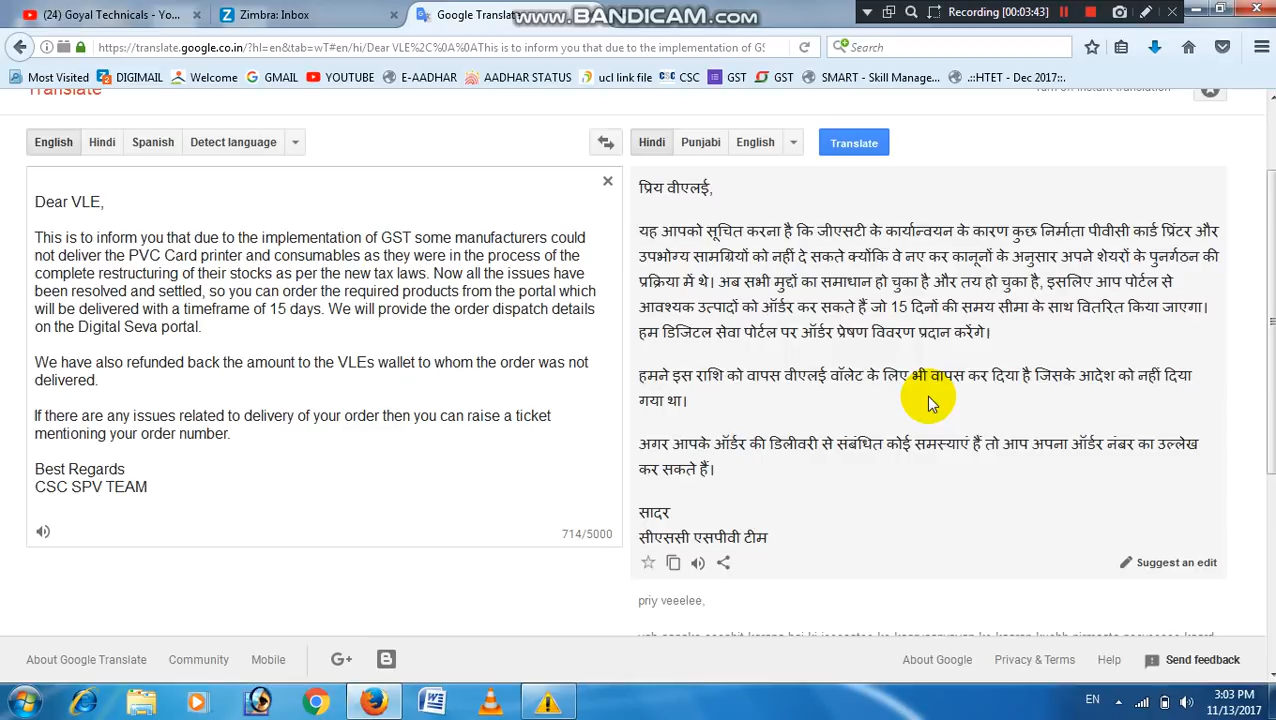 (23) Goyal Technicals - Yo...
Zimbra: Inbox
Google Translate
www.BANDICAM.com
Recording [00:03:43]
https://translate.google.co.in/?hl=en&tab=wT#en/hi/Dear VLE%2C%0A%0AThis is to inform you that due to the implementation of GS
Search
Most Visited
DIGIMAIL
Welcome
GMAIL
YOUTUBE
E-AADHAR
AADHAR STATUS
ucl link file
CSC
GST
GST
SMART - Skill Manage...
.::HTET - Dec 2017::.
Translate
Turn off instant translation
English Hindi Spanish Detect language
Hindi Punjabi English Translate
Dear VLE,
This is to inform you that due to the implementation of GST some manufacturers could
not deliver the PVC Card printer and consumables as they were in the process of the
complete restructuring of their stocks as per the new tax laws. Now all the issues have
been resolved and settled, so you can order the required products from the portal which
will be delivered with a timeframe of 15 days. We will provide the order dispatch details
on the Digital Seva portal.
We have also refunded back the amount to the VLEs wallet to whom the order was not
delivered.
If there are any issues related to delivery of your order then you can raise a ticket
mentioning your order number.
Best Regards
CSC SPV TEAM
714/5000
प्रिय वीएलई,
यह आपको सूचित करना है कि जीएसटी के कार्यान्वयन के कारण कुछ निर्माता पीवीसी कार्ड प्रिंटर और
उपभोग्य सामग्रियों को नहीं दे सकते क्योंकि वे नए कर कानूनों के अनुसार अपने शेयरों के पुनर्गठन की
प्रक्रिया में थे। अब सभी मुद्दों का समाधान हो चुका है और तय हो चुका है, इसलिए आप पोर्टल से
आवश्यक उत्पादों को ऑर्डर कर सकते हैं जो 15 दिनों की समय सीमा के साथ वितरित किया जाएगा।
हम डिजिटल सेवा पोर्टल पर ऑर्डर प्रेषण विवरण प्रदान करेंगे।
हमने इस राशि को वापस वीएलई वॉलेट के लिए भी वापस कर दिया है जिसके आदेश को नहीं दिया
गया था।
अगर आपके ऑर्डर की डिलीवरी से संबंधित कोई समस्याएं हैं तो आप अपना ऑर्डर नंबर का उल्लेख
कर सकते हैं।
सादर
सीएससी एसपीवी टीम
Suggest an edit
priy veeelee,
About Google Translate Community Mobile
About Google Privacy & Terms Help Send feedback
EN
3:03 PM
11/13/2017